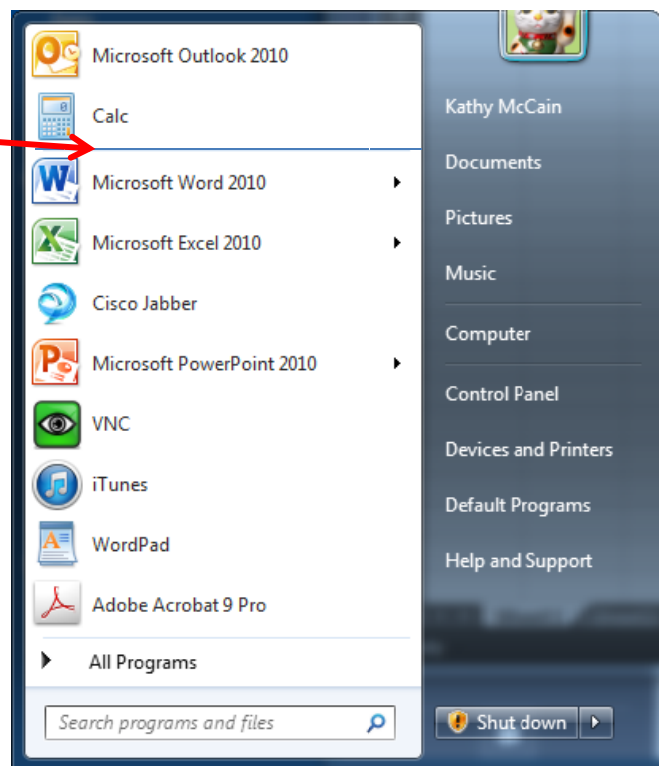 Microsoft Outlook 2010
Calc
Microsoft Word 2010
Microsoft Excel 2010
Cisco Jabber
Microsoft PowerPoint 2010
VNC
iTunes
WordPad
Adobe Acrobat 9 Pro
All Programs
Search programs and files
Kathy McCain
Documents
Pictures
Music
Computer
Control Panel
Devices and Printers
Default Programs
Help and Support
Shut down